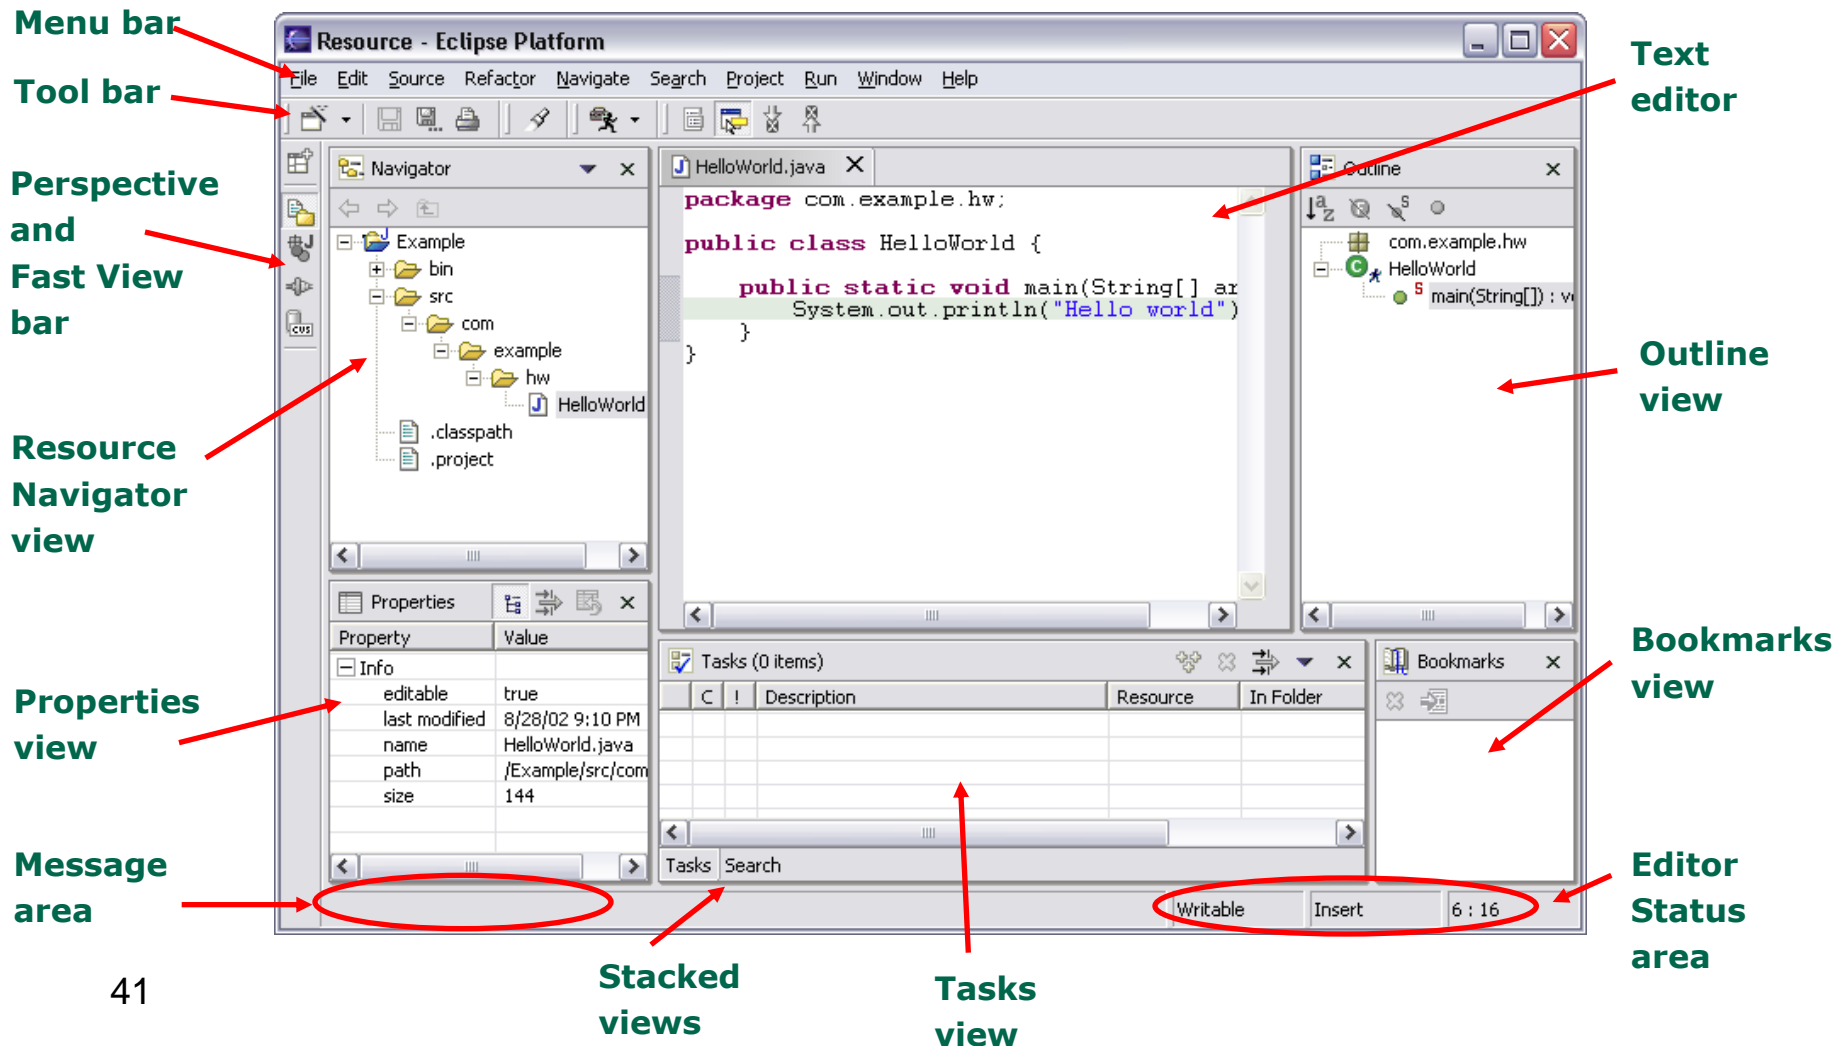 Menu bar
Tool bar
Perspective
and
Fast View
bar
Resource
Navigator
view
Properties
view
Message
area
Resource - Eclipse Platform
File Edit Source Refactor Navigate Search Project Run Window Help
Navigator
Example
bin
src
com
example
hw
HelloWorld
.classpath
.project
Properties
Property Value
Info
editable true
last modified 8/28/02 9:10 PM
name HelloWorld.java
path /Example/src/com
size 144
HelloWorld.java
package com.example.hw;
public class HelloWorld {
public static void main(String[] ar
System.out.println("Hello world")
}
}
Outline
com.example.hw
HelloWorld
main(String[]) : v
Tasks (0 items)
C ! Description Resource In Folder
Tasks Search
Bookmarks
Writable Insert 6 : 16
Text
editor
Outline
view
Bookmarks
view
Editor
Status
area
Stacked
views
Tasks
view
41